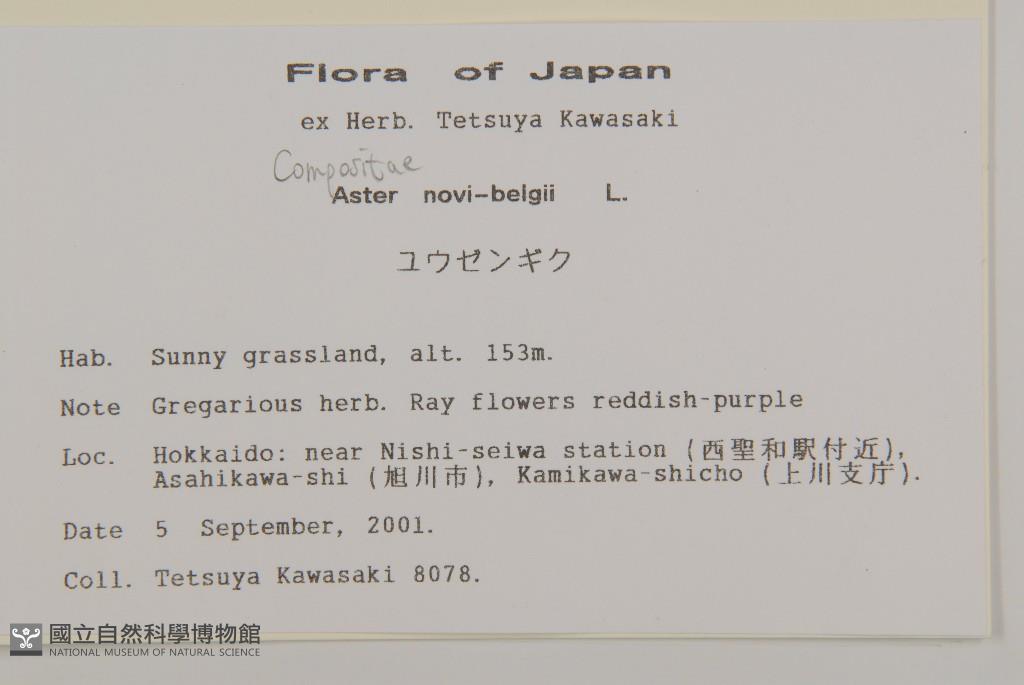 Flora of Japan
ex Herb. Tetsuya Kawasaki
Compositae
Aster novi-belgii L.
ユウゼンギク
Hab. Sunny grassland, alt. 153m.
Note Gregarious herb. Ray flowers reddish-purple
Loc. Hokkaido: near Nishi-seiwa station (西聖和駅付近),
Asahikawa-shi (旭川市), Kamikawa-shicho (上川支庁).
Date 5 September, 2001.
Coll. Tetsuya Kawasaki 8078.
國立自然科學博物館
NATIONAL MUSEUM OF NATURAL SCIENCE